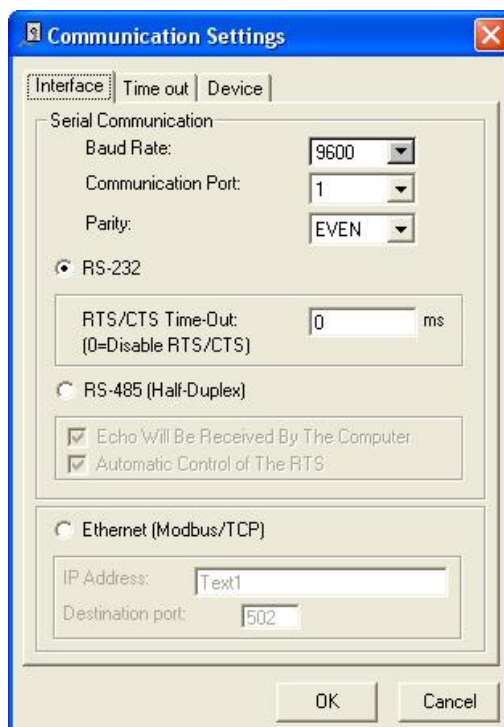 Communication Settings
Interface Time out Device
Serial Communication
Baud Rate: 9600
Communication Port: 1
Parity: EVEN
RS-232
RTS/CTS Time-Out: 0 ms
(0=Disable RTS/CTS)
RS-485 (Half-Duplex)
Echo Will Be Received By The Computer
Automatic Control of The RTS
Ethernet (Modbus/TCP)
IP Address: Text1
Destination port: 502
OK Cancel